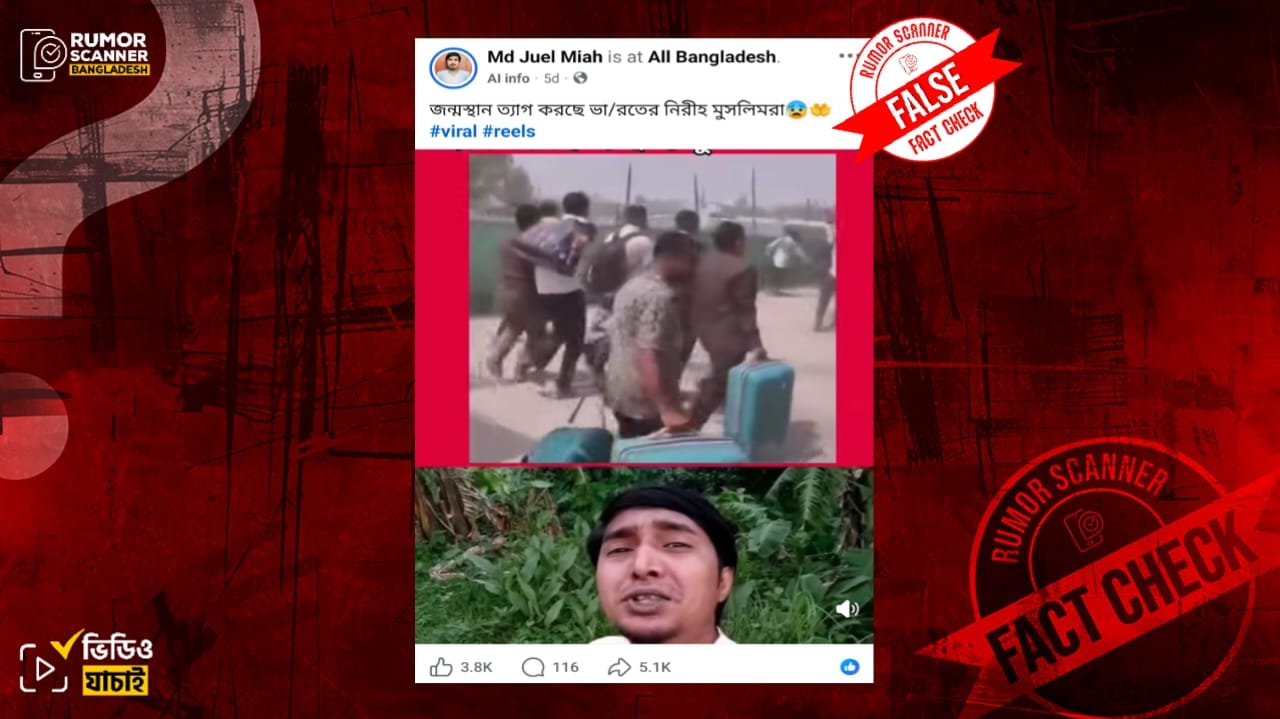 RUMOR
SCANNER
BANGLADESH
Md Juel Miah is at All Bangladesh.
AI info · 5d ·
জন্মস্থান ত্যাগ করছে ভা/রতের নিরীহ মুসলিমরা😰🤲
#viral #reels
RUMOR SCANNER
FALSE
FACT CHECK
3.8K
116
5.1K
ভিডিও
যাচাই
RUMOR SCANNER
FACT CHECK